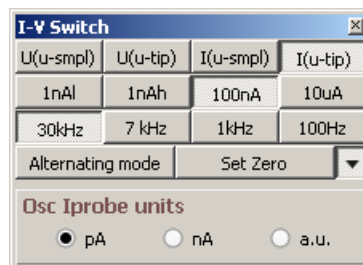 I-V Switch
U(u-smpl) U(u-tip) I(u-smpl) I(u-tip)
1nAl 1nAh 100nA 10uA
30kHz 7 kHz 1kHz 100Hz
Alternating mode Set Zero
Osc Iprobe units
pA nA a.u.